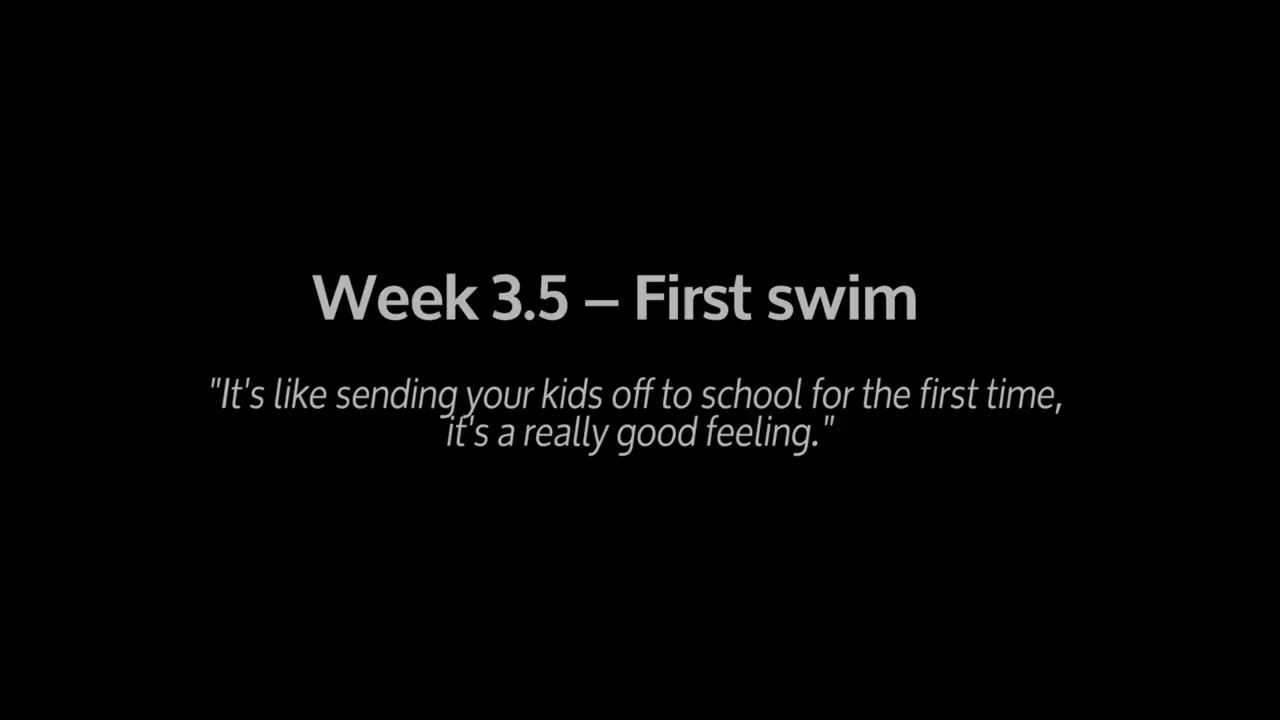 Week 3.5 – First swim
"It's like sending your kids off to school for the first time,
it's a really good feeling."